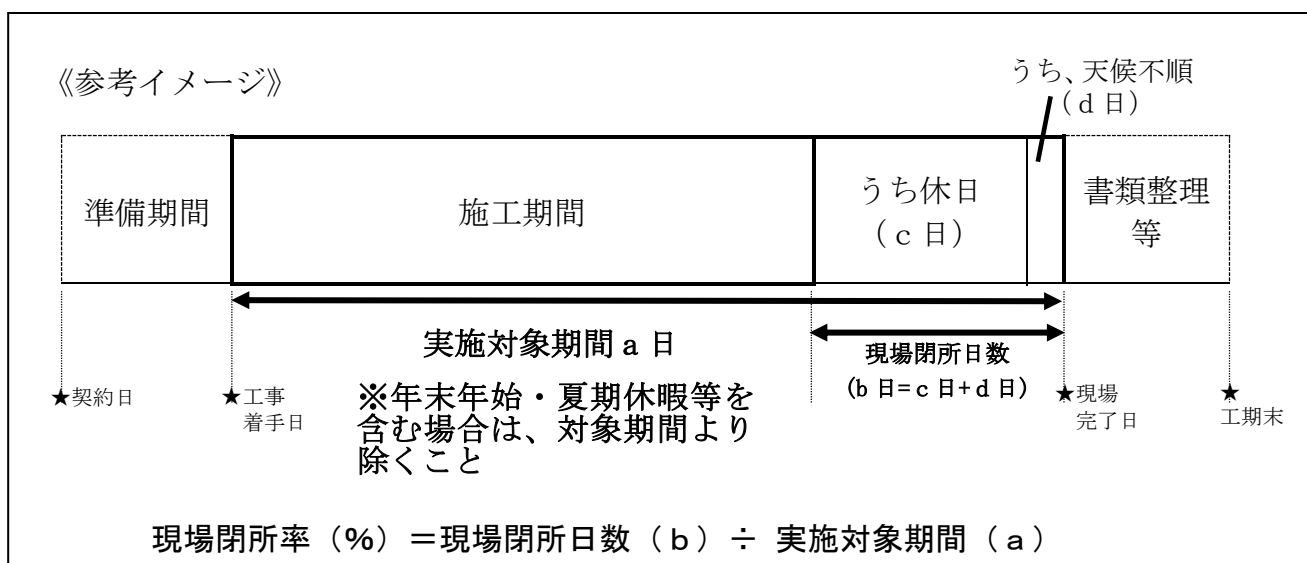 《参考イメージ》
うち、天候不順
（ｄ日）
準備期間
施工期間
うち休日
（ｃ日）
書類整理
等
実施対象期間 a 日
※年末年始・夏期休暇等を
含む場合は、対象期間より
除くこと
現場閉所日数
(b 日=ｃ日+ｄ日)
★契約日
★工事
着手日
★現場
完了日
★
工期末
現場閉所率（%）＝現場閉所日数（ｂ）÷ 実施対象期間（ａ）